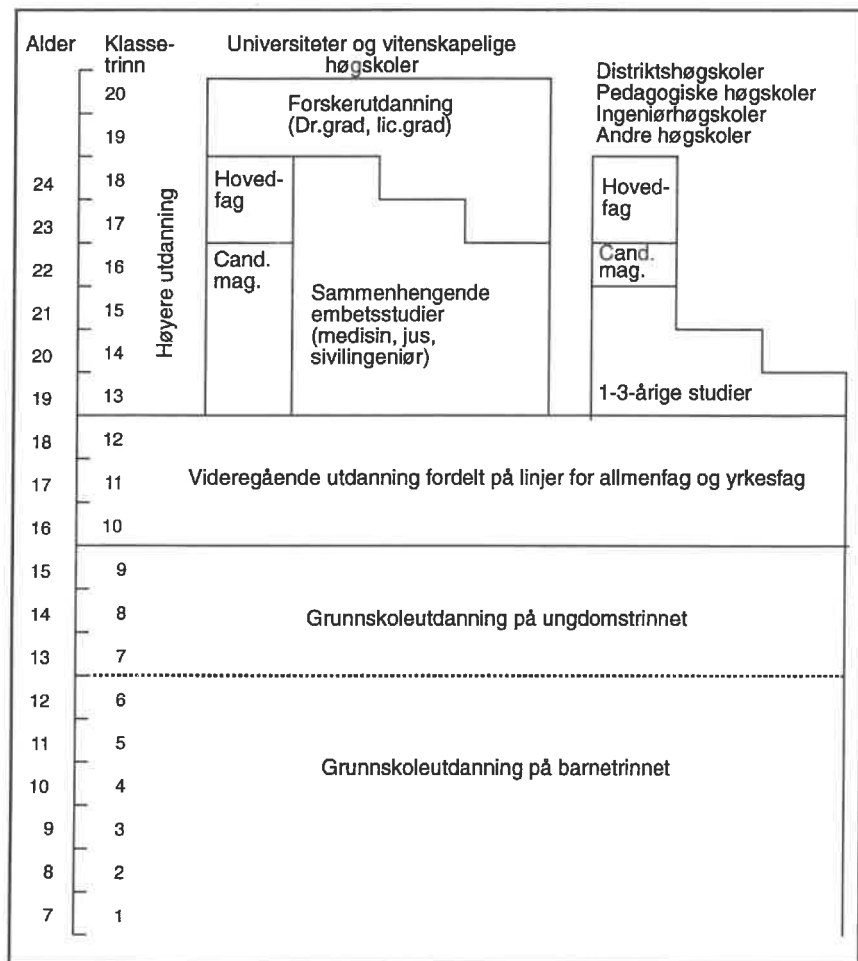 Alder
Klasse-
trinn
Universiteter og vitenskapelige
høgskoler
Distriktshøgskoler
Pedagogiske høgskoler
Ingeniørhøgskoler
Andre høgskoler
20
Forskerutdanning
(Dr.grad, lic.grad)
19
24
18
Hoved-
fag
Hoved-
fag
23
17
Høyere utdanning
22
16
Cand.
mag.
Cand.
mag.
21
15
Sammenhengende
embetsstudier
(medisin, jus,
sivilingeniør)
20
14
19
13
1-3-årige studier
18
12
17
11
Videregående utdanning fordelt på linjer for allmenfag og yrkesfag
16
10
15
9
14
8
Grunnskoleutdanning på ungdomstrinnet
13
7
12
6
11
5
Grunnskoleutdanning på barnetrinnet
10
4
9
3
8
2
7
1